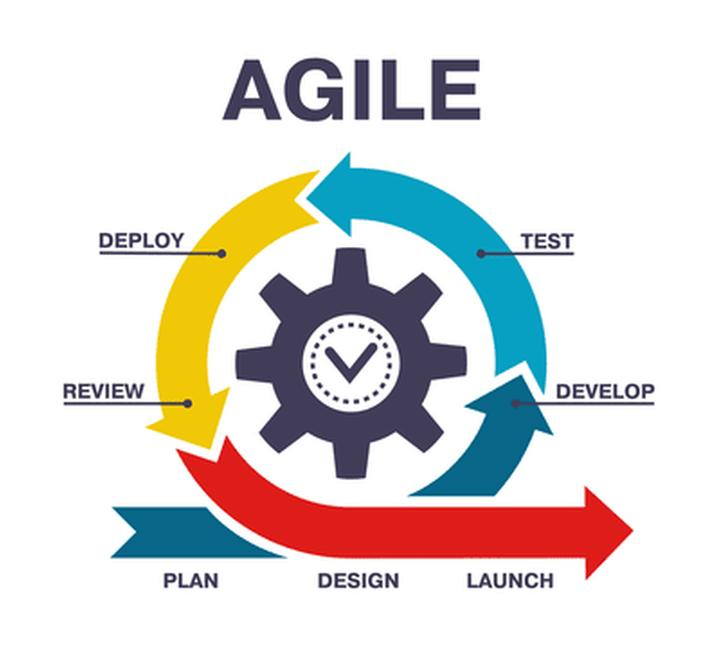 AGILE
DEPLOY
TEST
REVIEW
DEVELOP
PLAN
DESIGN
LAUNCH